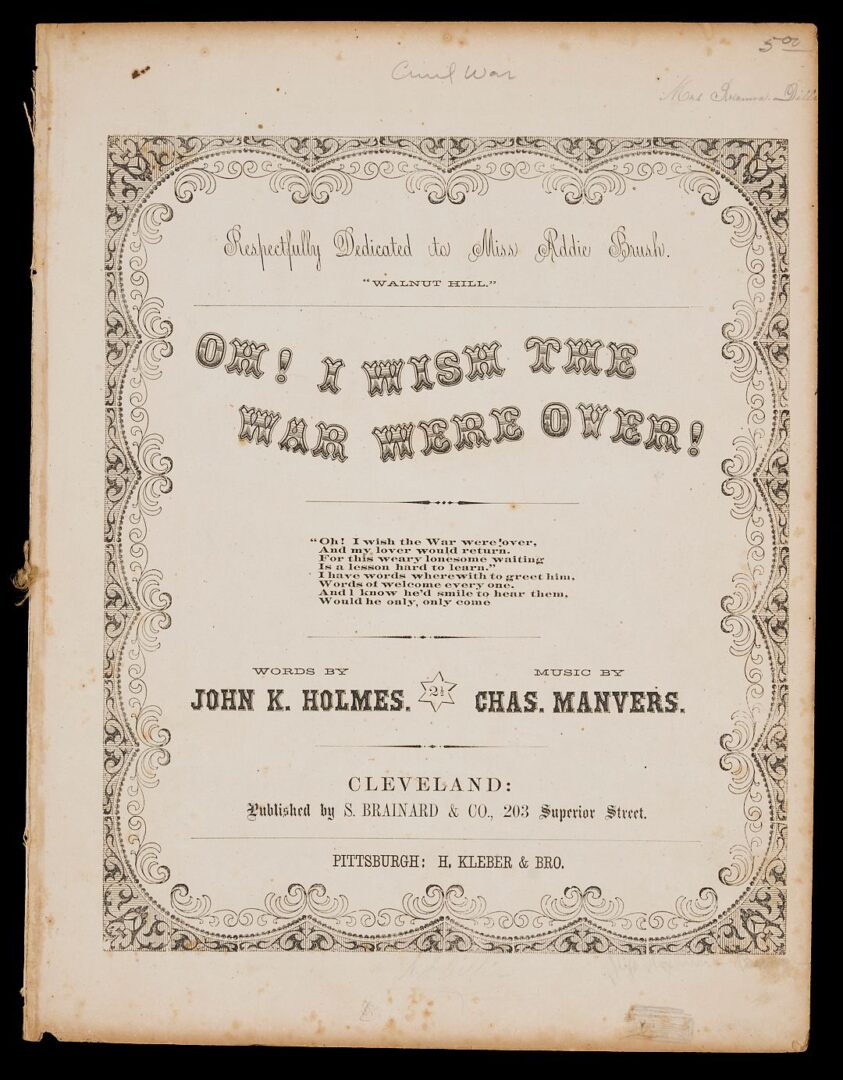 5 00
Civil War
Mrs
Respectfully Dedicated to Miss Addie Brush.
"WALNUT HILL."
OH! I WISH THE
WAR WERE OVER!
"Oh! I wish the War were over,
And my lover would return.
For this weary lonesome waiting
Is a lesson hard to learn."
I have words wherewith to greet him,
Words of welcome every one.
And I know he'd smile to hear them,
Would he only, only come
WORDS BY
JOHN K. HOLMES.
2½
MUSIC BY
CHAS. MANVERS.
CLEVELAND:
Published by S. BRAINARD & CO., 203 Superior Street.
PITTSBURGH: H. KLEBER & BRO.